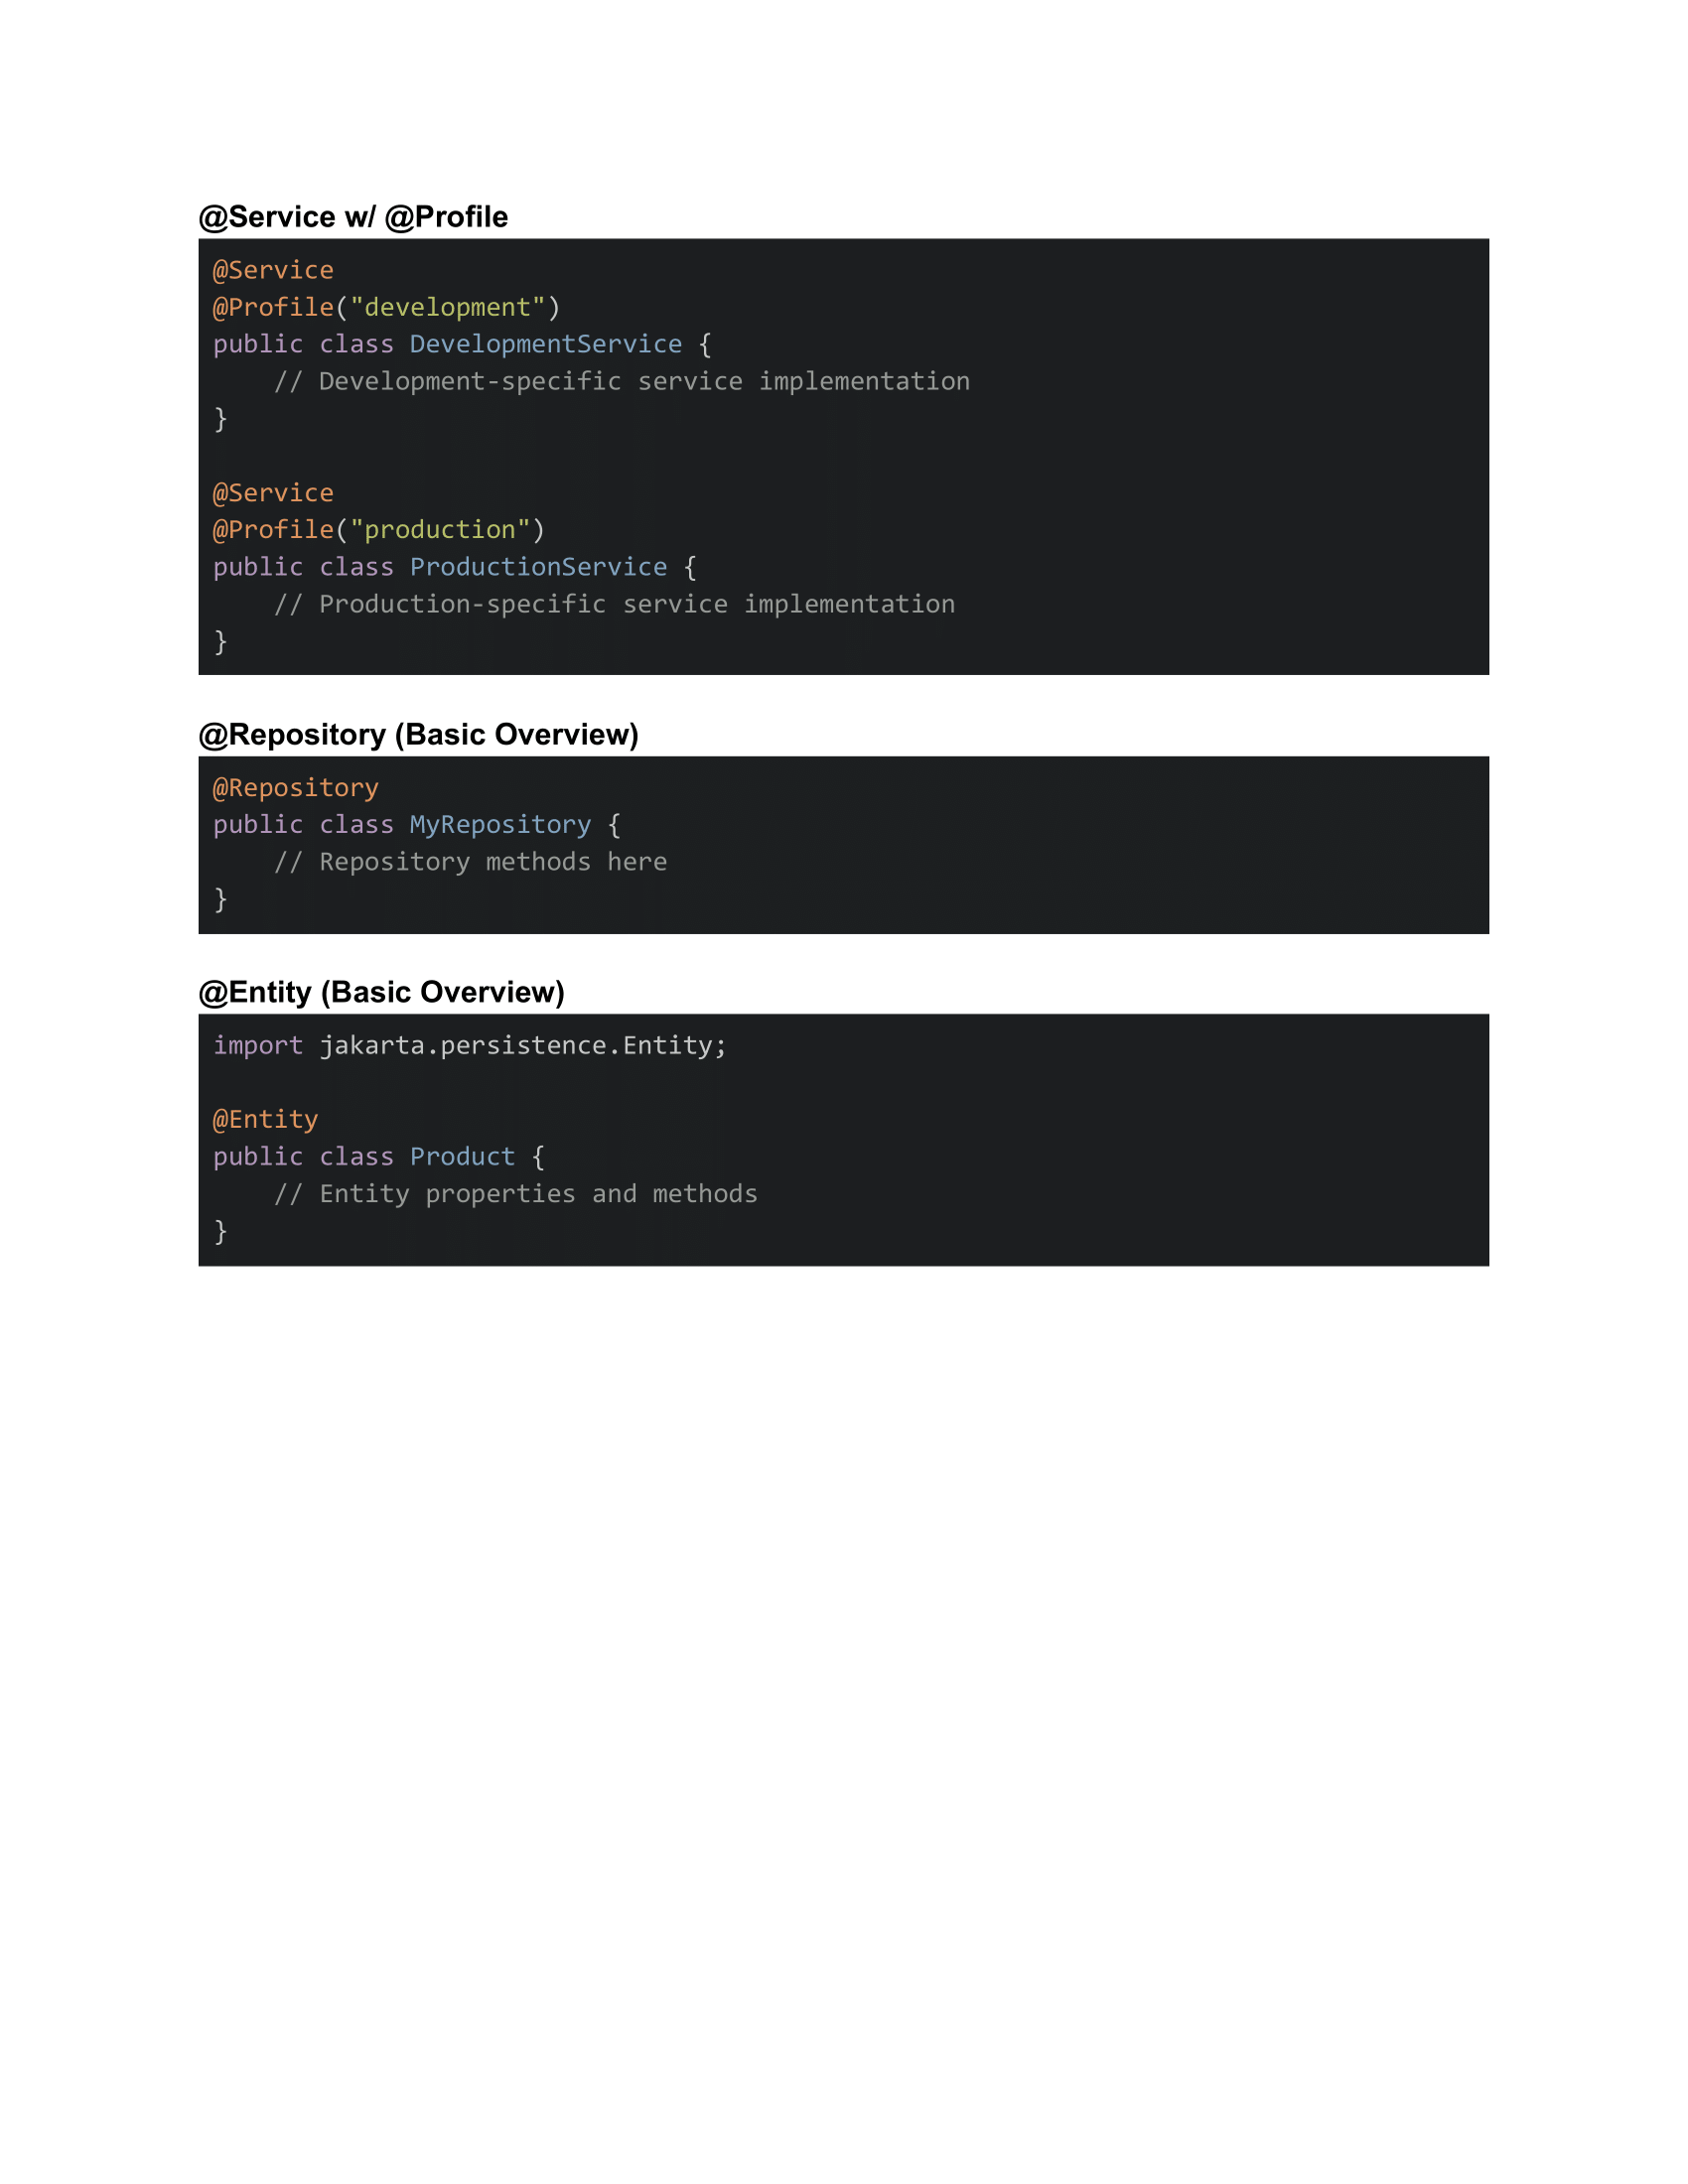 @Service w/ @Profile
@Service
@Profile("development")
public class DevelopmentService {
    // Development-specific service implementation
}
@Service
@Profile("production")
public class ProductionService {
    // Production-specific service implementation
}
@Repository (Basic Overview)
@Repository
public class MyRepository {
    // Repository methods here
}
@Entity (Basic Overview)
import jakarta.persistence.Entity;
@Entity
public class Product {
    // Entity properties and methods
}